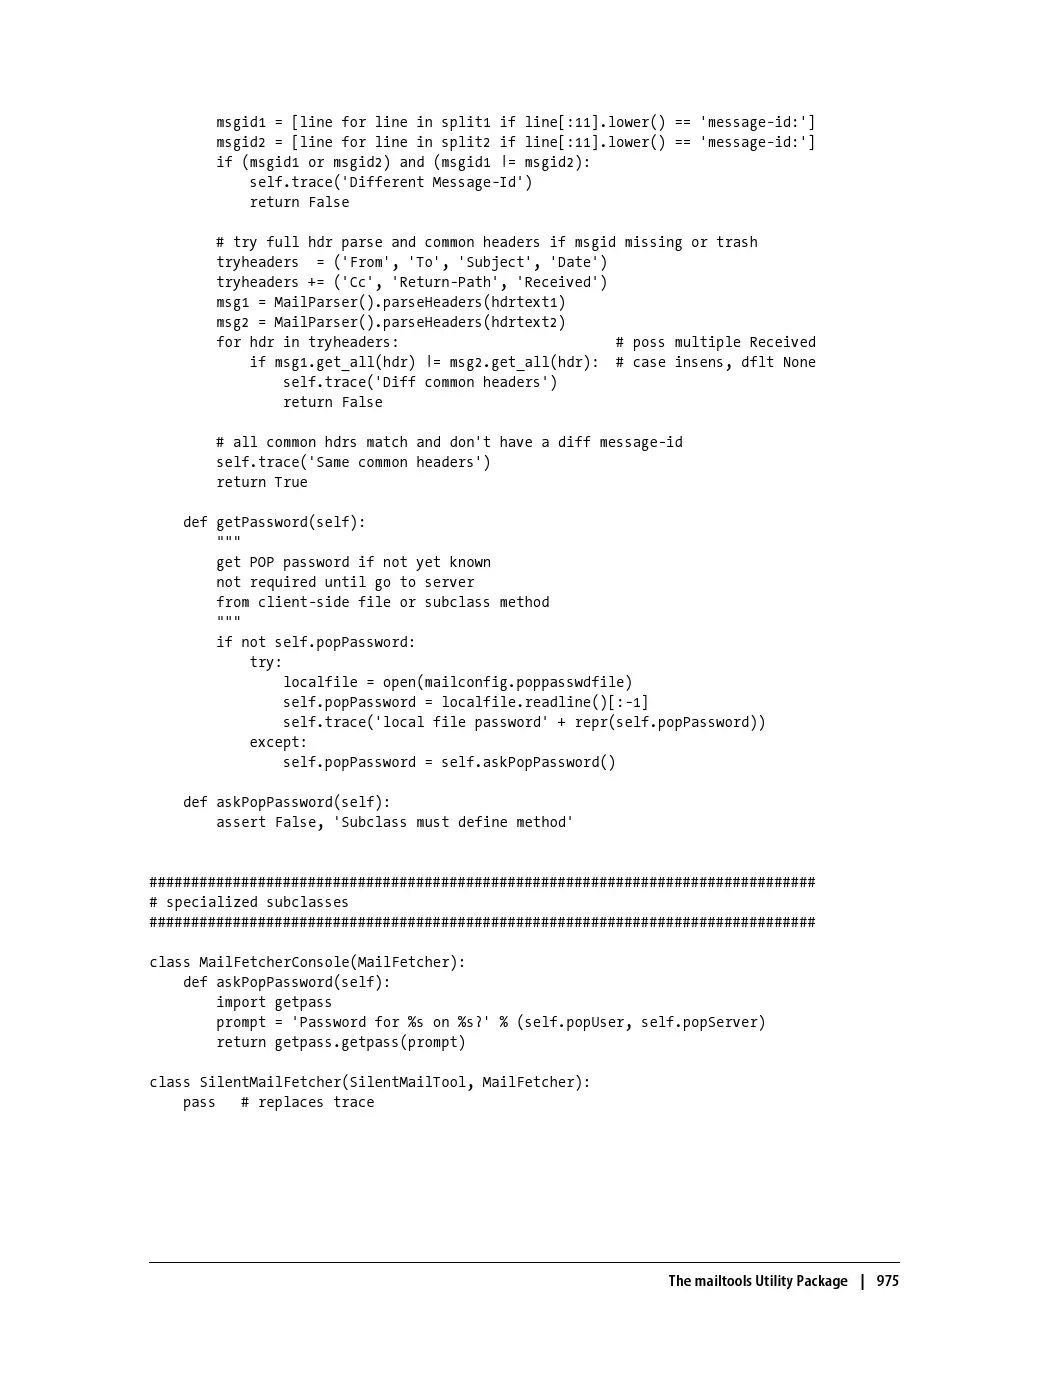 msgid1 = [line for line in split1 if line[:11].lower() == 'message-id:']
msgid2 = [line for line in split2 if line[:11].lower() == 'message-id:']
if (msgid1 or msgid2) and (msgid1 != msgid2):
self.trace('Different Message-Id')
return False
# try full hdr parse and common headers if msgid missing or trash
tryheaders  = ('From', 'To', 'Subject', 'Date')
tryheaders += ('Cc', 'Return-Path', 'Received')
msg1 = MailParser().parseHeaders(hdrtext1)
msg2 = MailParser().parseHeaders(hdrtext2)
for hdr in tryheaders:                          # poss multiple Received
if msg1.get_all(hdr) != msg2.get_all(hdr):  # case insens, dflt None
self.trace('Diff common headers')
return False
# all common hdrs match and don't have a diff message-id
self.trace('Same common headers')
return True
def getPassword(self):
"""
get POP password if not yet known
not required until go to server
from client-side file or subclass method
"""
if not self.popPassword:
try:
localfile = open(mailconfig.poppasswdfile)
self.popPassword = localfile.readline()[:-1]
self.trace('local file password' + repr(self.popPassword))
except:
self.popPassword = self.askPopPassword()
def askPopPassword(self):
assert False, 'Subclass must define method'
################################################################################
# specialized subclasses
################################################################################
class MailFetcherConsole(MailFetcher):
def askPopPassword(self):
import getpass
prompt = 'Password for %s on %s?' % (self.popUser, self.popServer)
return getpass.getpass(prompt)
class SilentMailFetcher(SilentMailTool, MailFetcher):
pass   # replaces trace
The mailtools Utility Package | 975